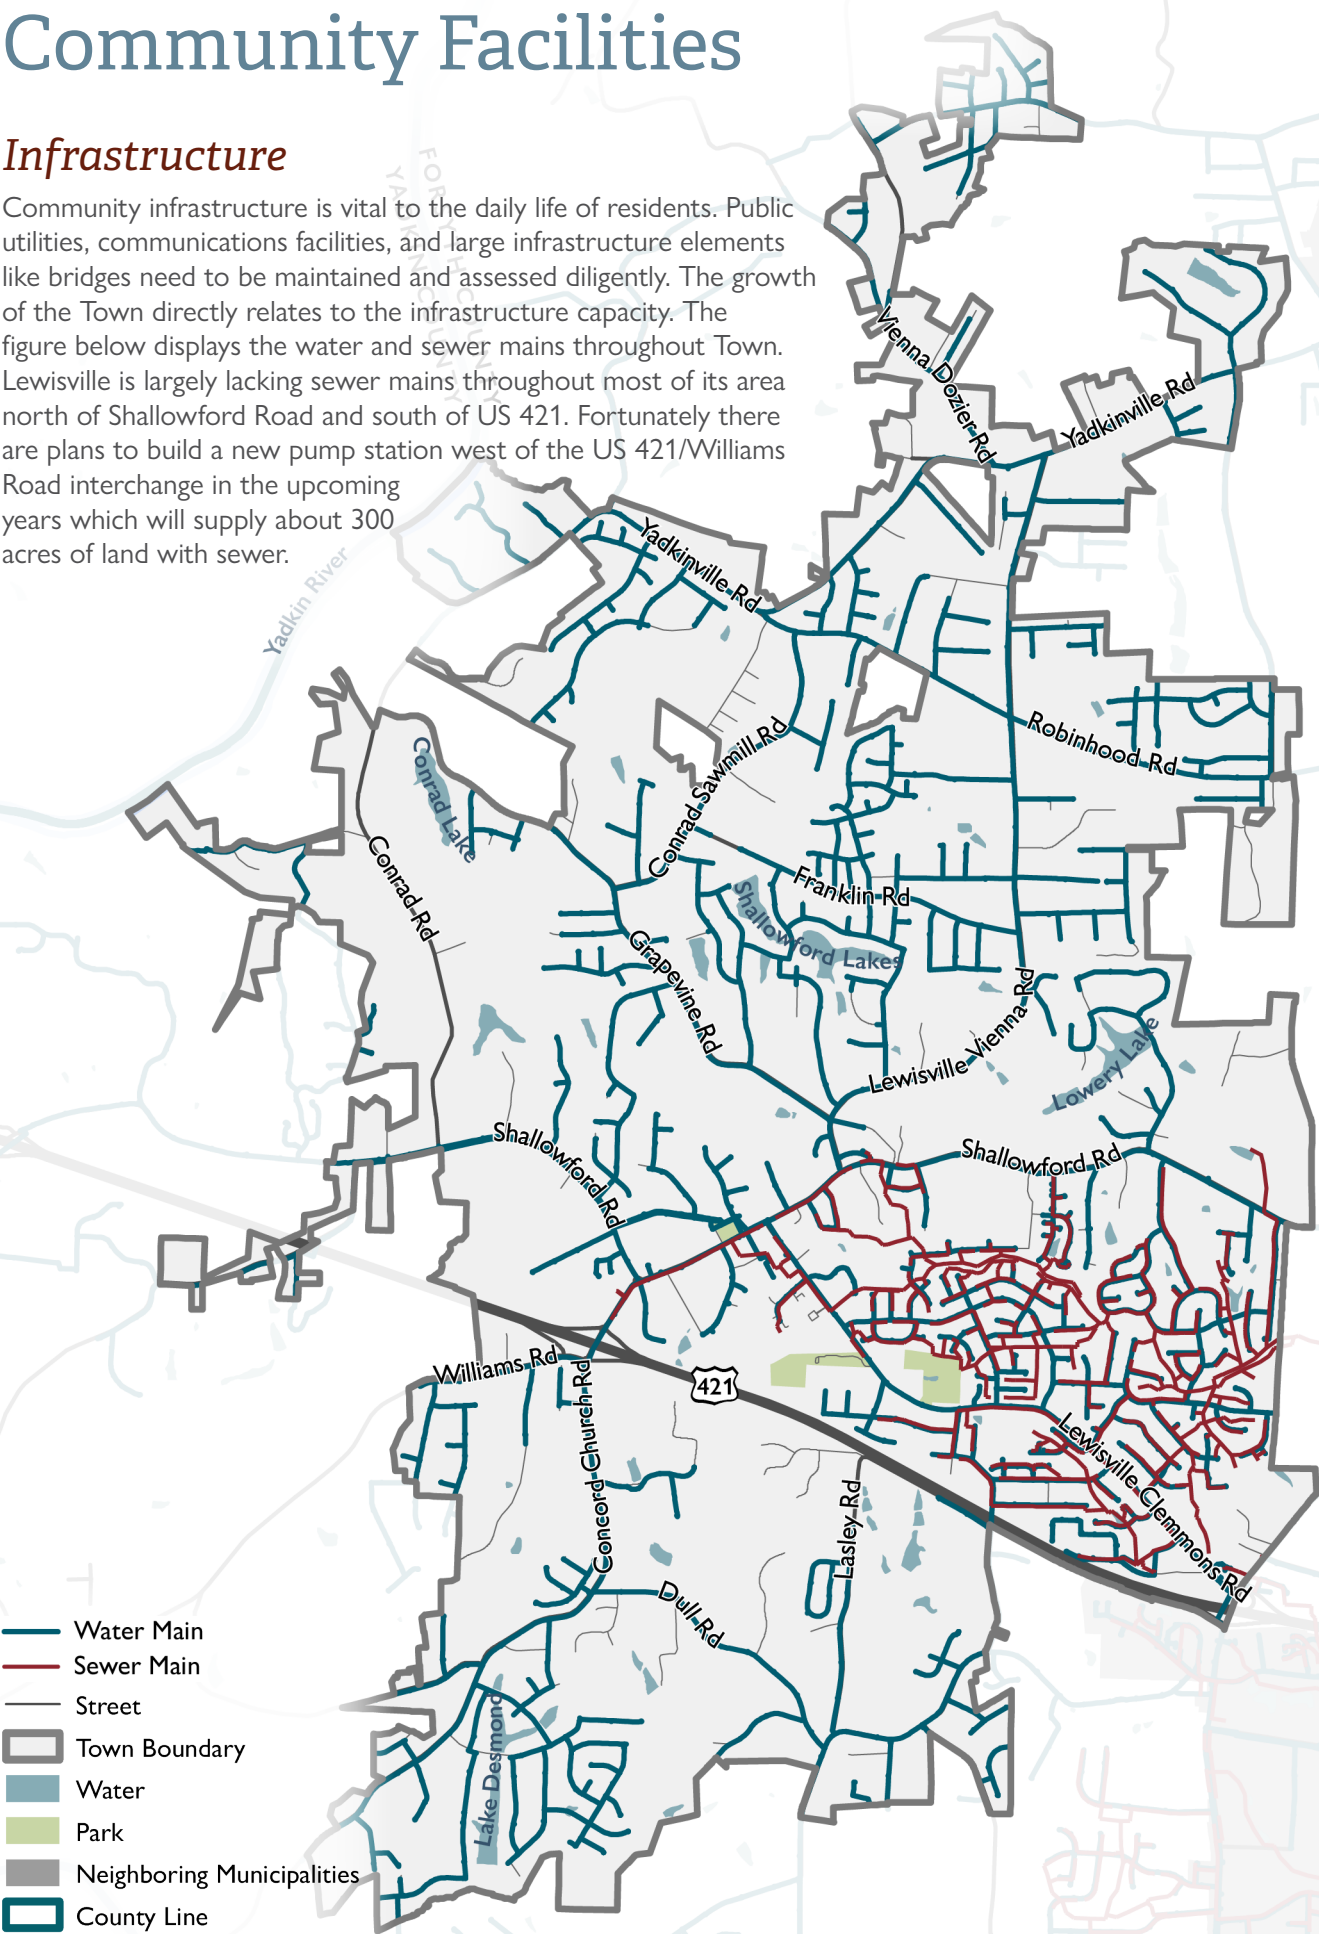 Community Facilities
Infrastructure
Community infrastructure is vital to the daily life of residents. Public
utilities, communications facilities, and large infrastructure elements
like bridges need to be maintained and assessed diligently. The growth
of the Town directly relates to the infrastructure capacity. The
figure below displays the water and sewer mains throughout Town.
Lewisville is largely lacking sewer mains throughout most of its area
north of Shallowford Road and south of US 421. Fortunately there
are plans to build a new pump station west of the US 421/Williams
Road interchange in the upcoming
years which will supply about 300
acres of land with sewer.
FORSYTH COUNTY
YADKIN COUNTY
Vienna Dozier Rd
Yadkinville Rd
Yadkinville Rd
Yadkin River
Robinhood Rd
Conrad Sawmill Rd
Conrad Lake
Conrad Rd
Franklin Rd
Shallowford Lakes
Grapevine Rd
Lewisville Vienna Rd
Lowery Lake
Shallowford Rd
Shallowford Rd
Williams Rd
421
Concord Church Rd
Lewisville Clemmons Rd
Lasley Rd
Dull Rd
Lake Desmond
Water Main
Sewer Main
Street
Town Boundary
Water
Park
Neighboring Municipalities
County Line